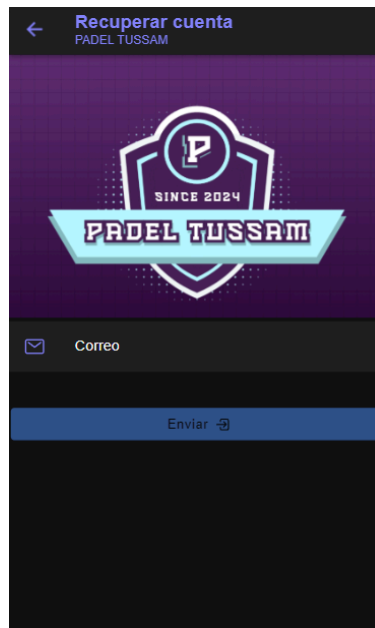 Recuperar cuenta
PADEL TUSSAM
P
SINCE 2024
PADEL TUSSAM
Correo
Enviar